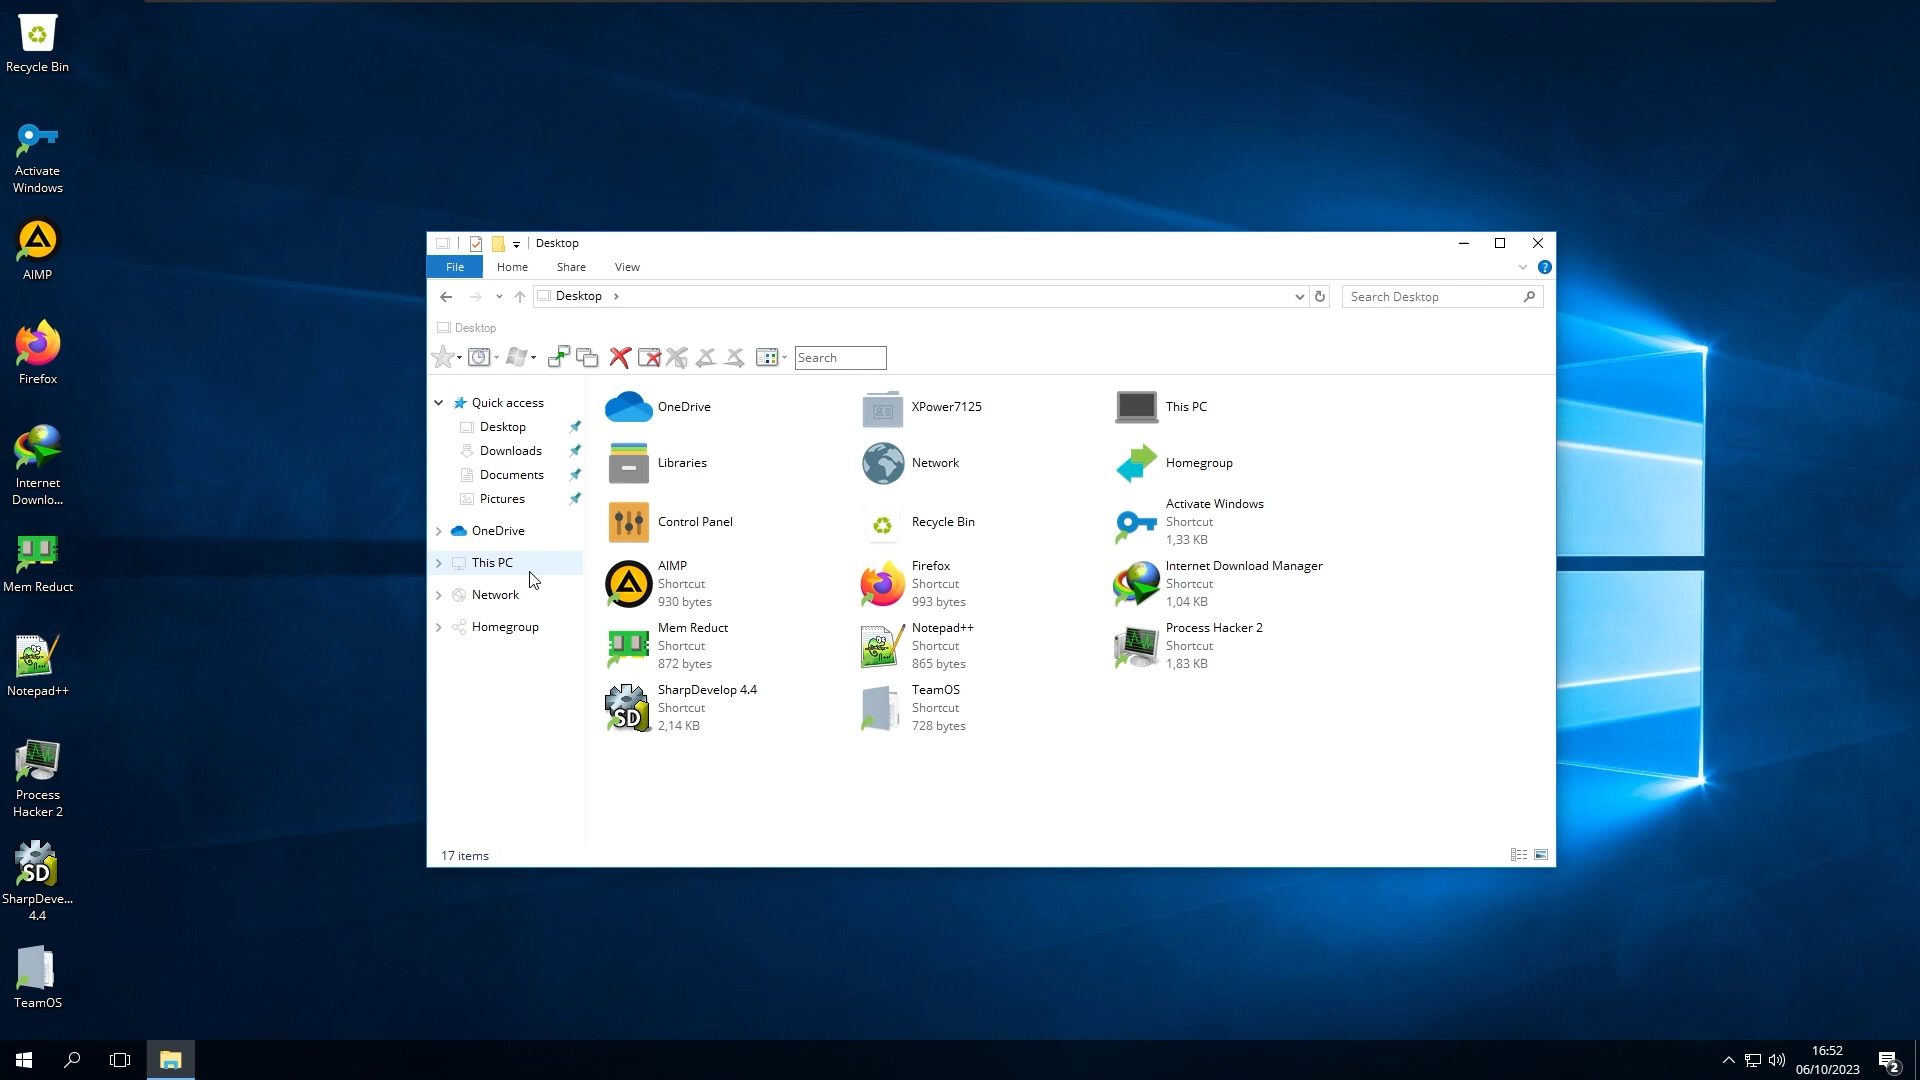 Recycle Bin
Activate
Windows
AIMP
Firefox
Internet
Downlo...
Mem Reduct
Notepad++
Process
Hacker 2
SharpDeve...
4.4
TeamOS
Desktop
File Home Share View
Desktop
Search Desktop
Desktop
Search
Quick access
Desktop
Downloads
Documents
Pictures
OneDrive
This PC
Network
Homegroup
OneDrive
XPower7125
This PC
Libraries
Network
Homegroup
Control Panel
Recycle Bin
Activate Windows
Shortcut
1,33 KB
AIMP
Shortcut
930 bytes
Firefox
Shortcut
993 bytes
Internet Download Manager
Shortcut
1,04 KB
Mem Reduct
Shortcut
872 bytes
Notepad++
Shortcut
865 bytes
Process Hacker 2
Shortcut
1,83 KB
SharpDevelop 4.4
Shortcut
2,14 KB
TeamOS
Shortcut
728 bytes
17 items
16:52
06/10/2023
2